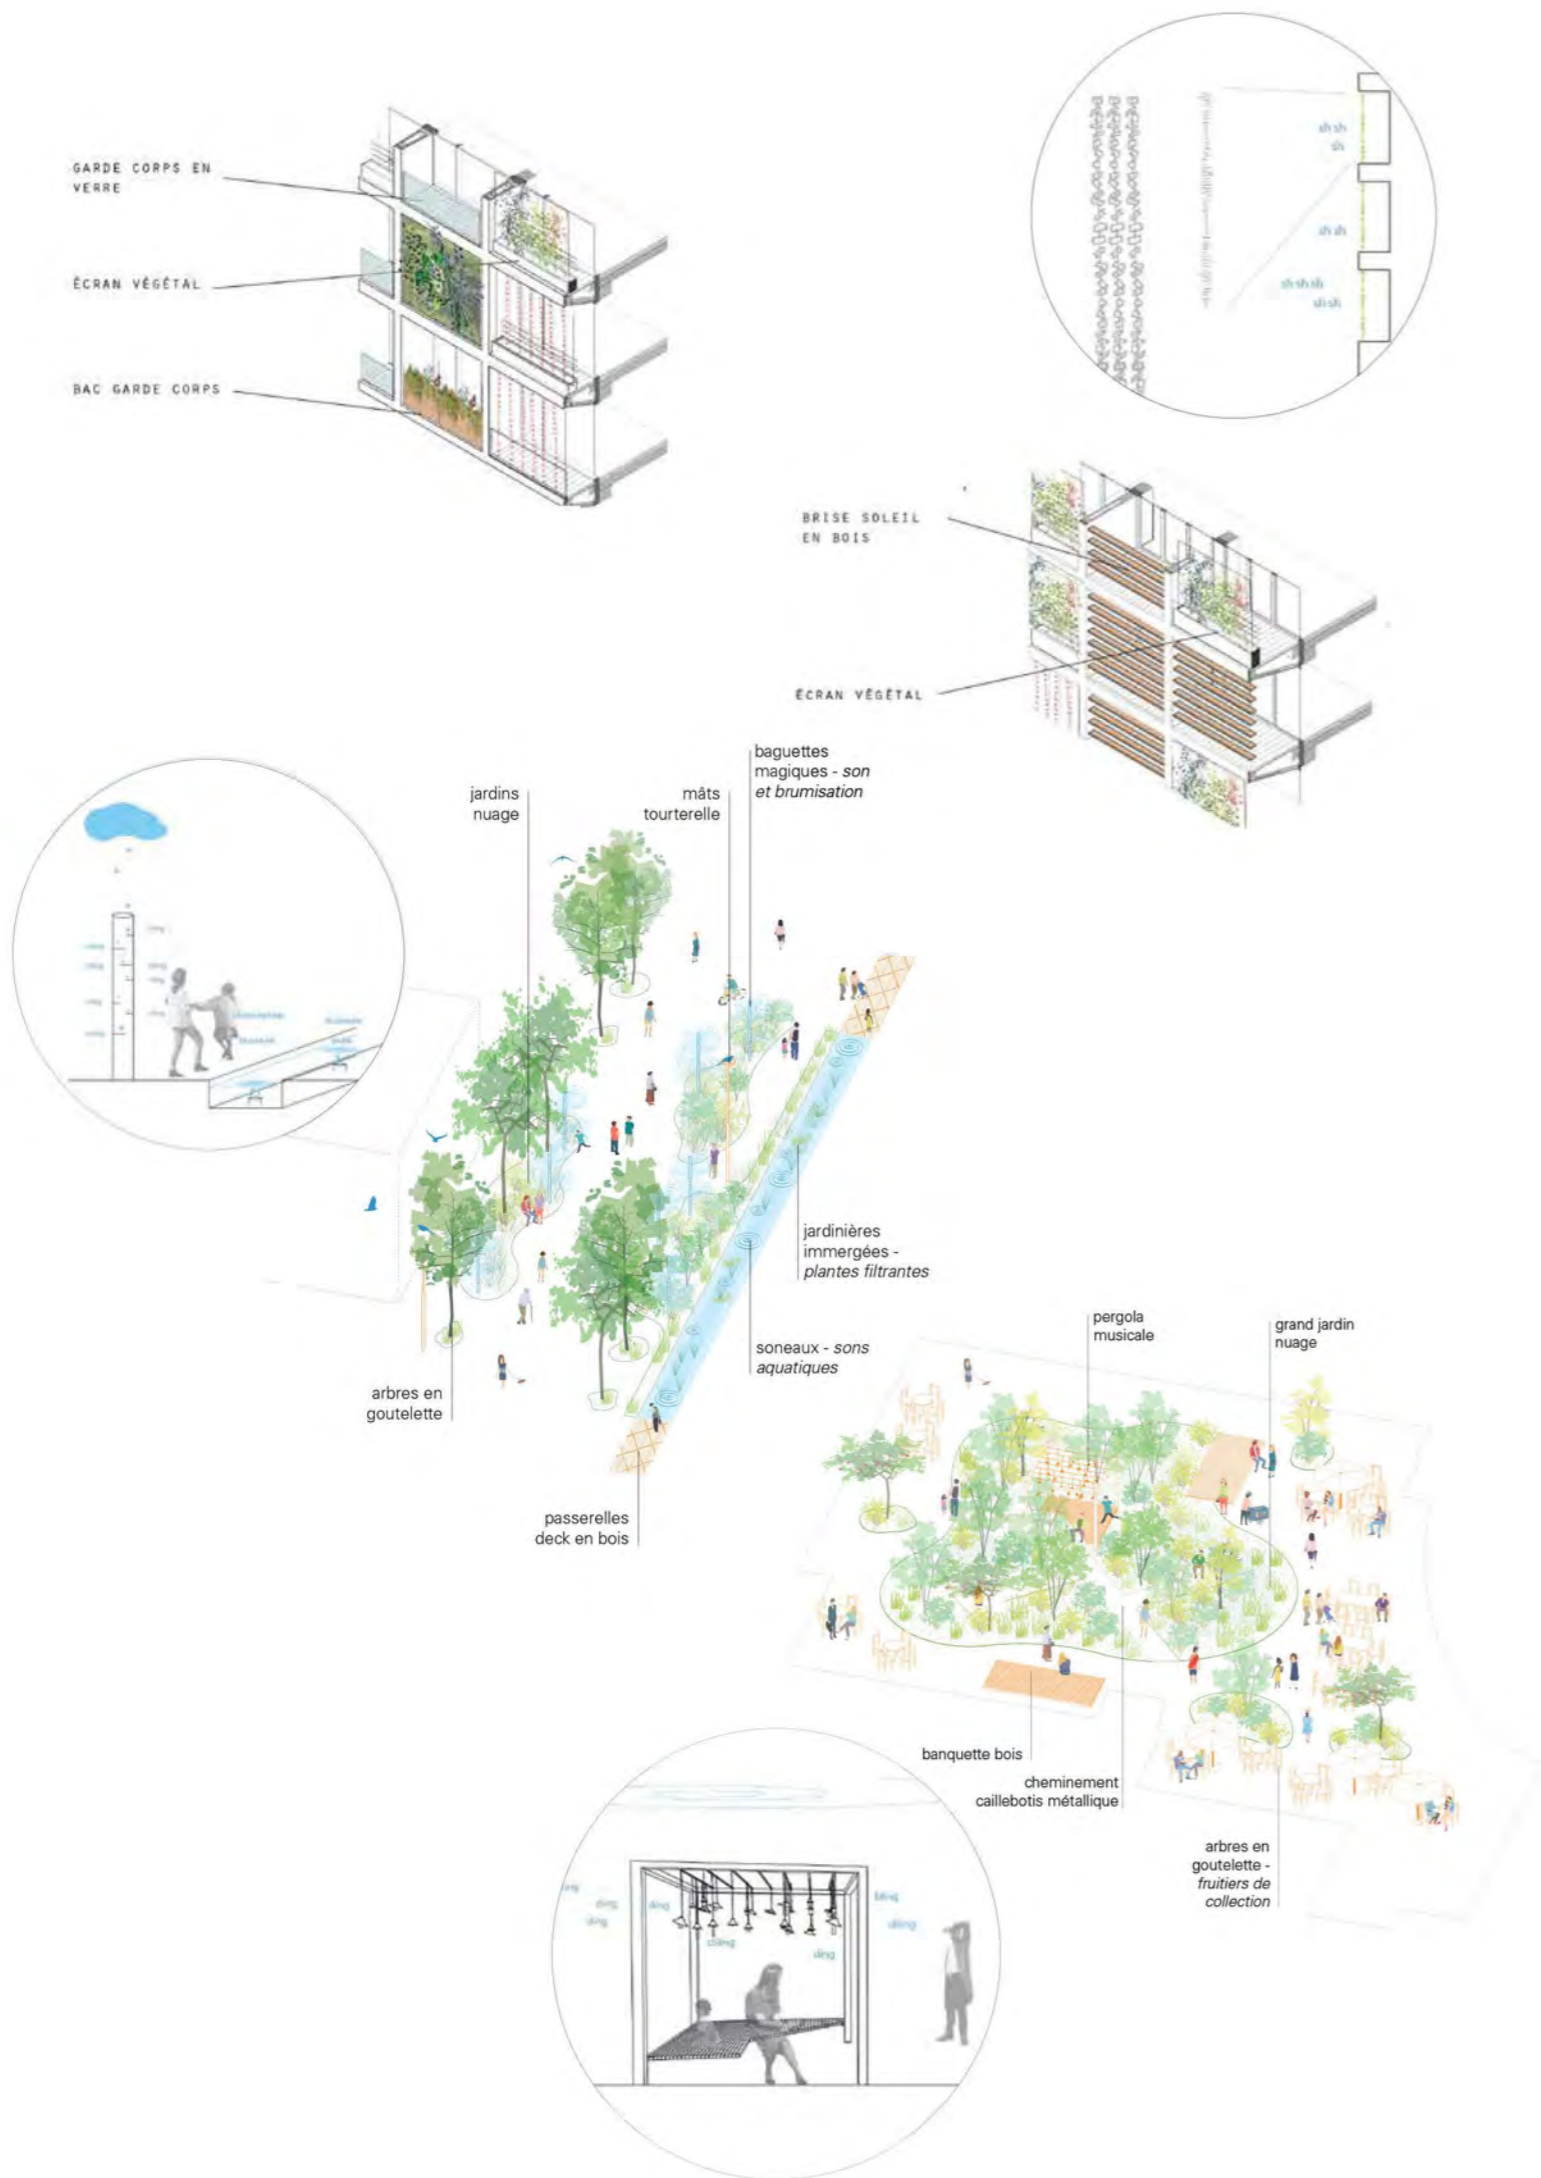 GARDE CORPS EN
VERRE
ÉCRAN VÉGÉTAL
BAC GARDE CORPS
sh sh
sh
sh sh
sh sh sh
sh sh
BRISE SOLEIL
EN BOIS
ÉCRAN VÉGÉTAL
baguettes
magiques - son
et brumisation
jardins
nuage
mâts
tourterelle
jardinières
immergées -
plantes filtrantes
soneaux - sons
aquatiques
arbres en
goutelette
passerelles
deck en bois
pergola
musicale
grand jardin
nuage
banquette bois
cheminement
caillebotis métallique
arbres en
goutelette -
fruitiers de
collection
ding
ding
ding
ding